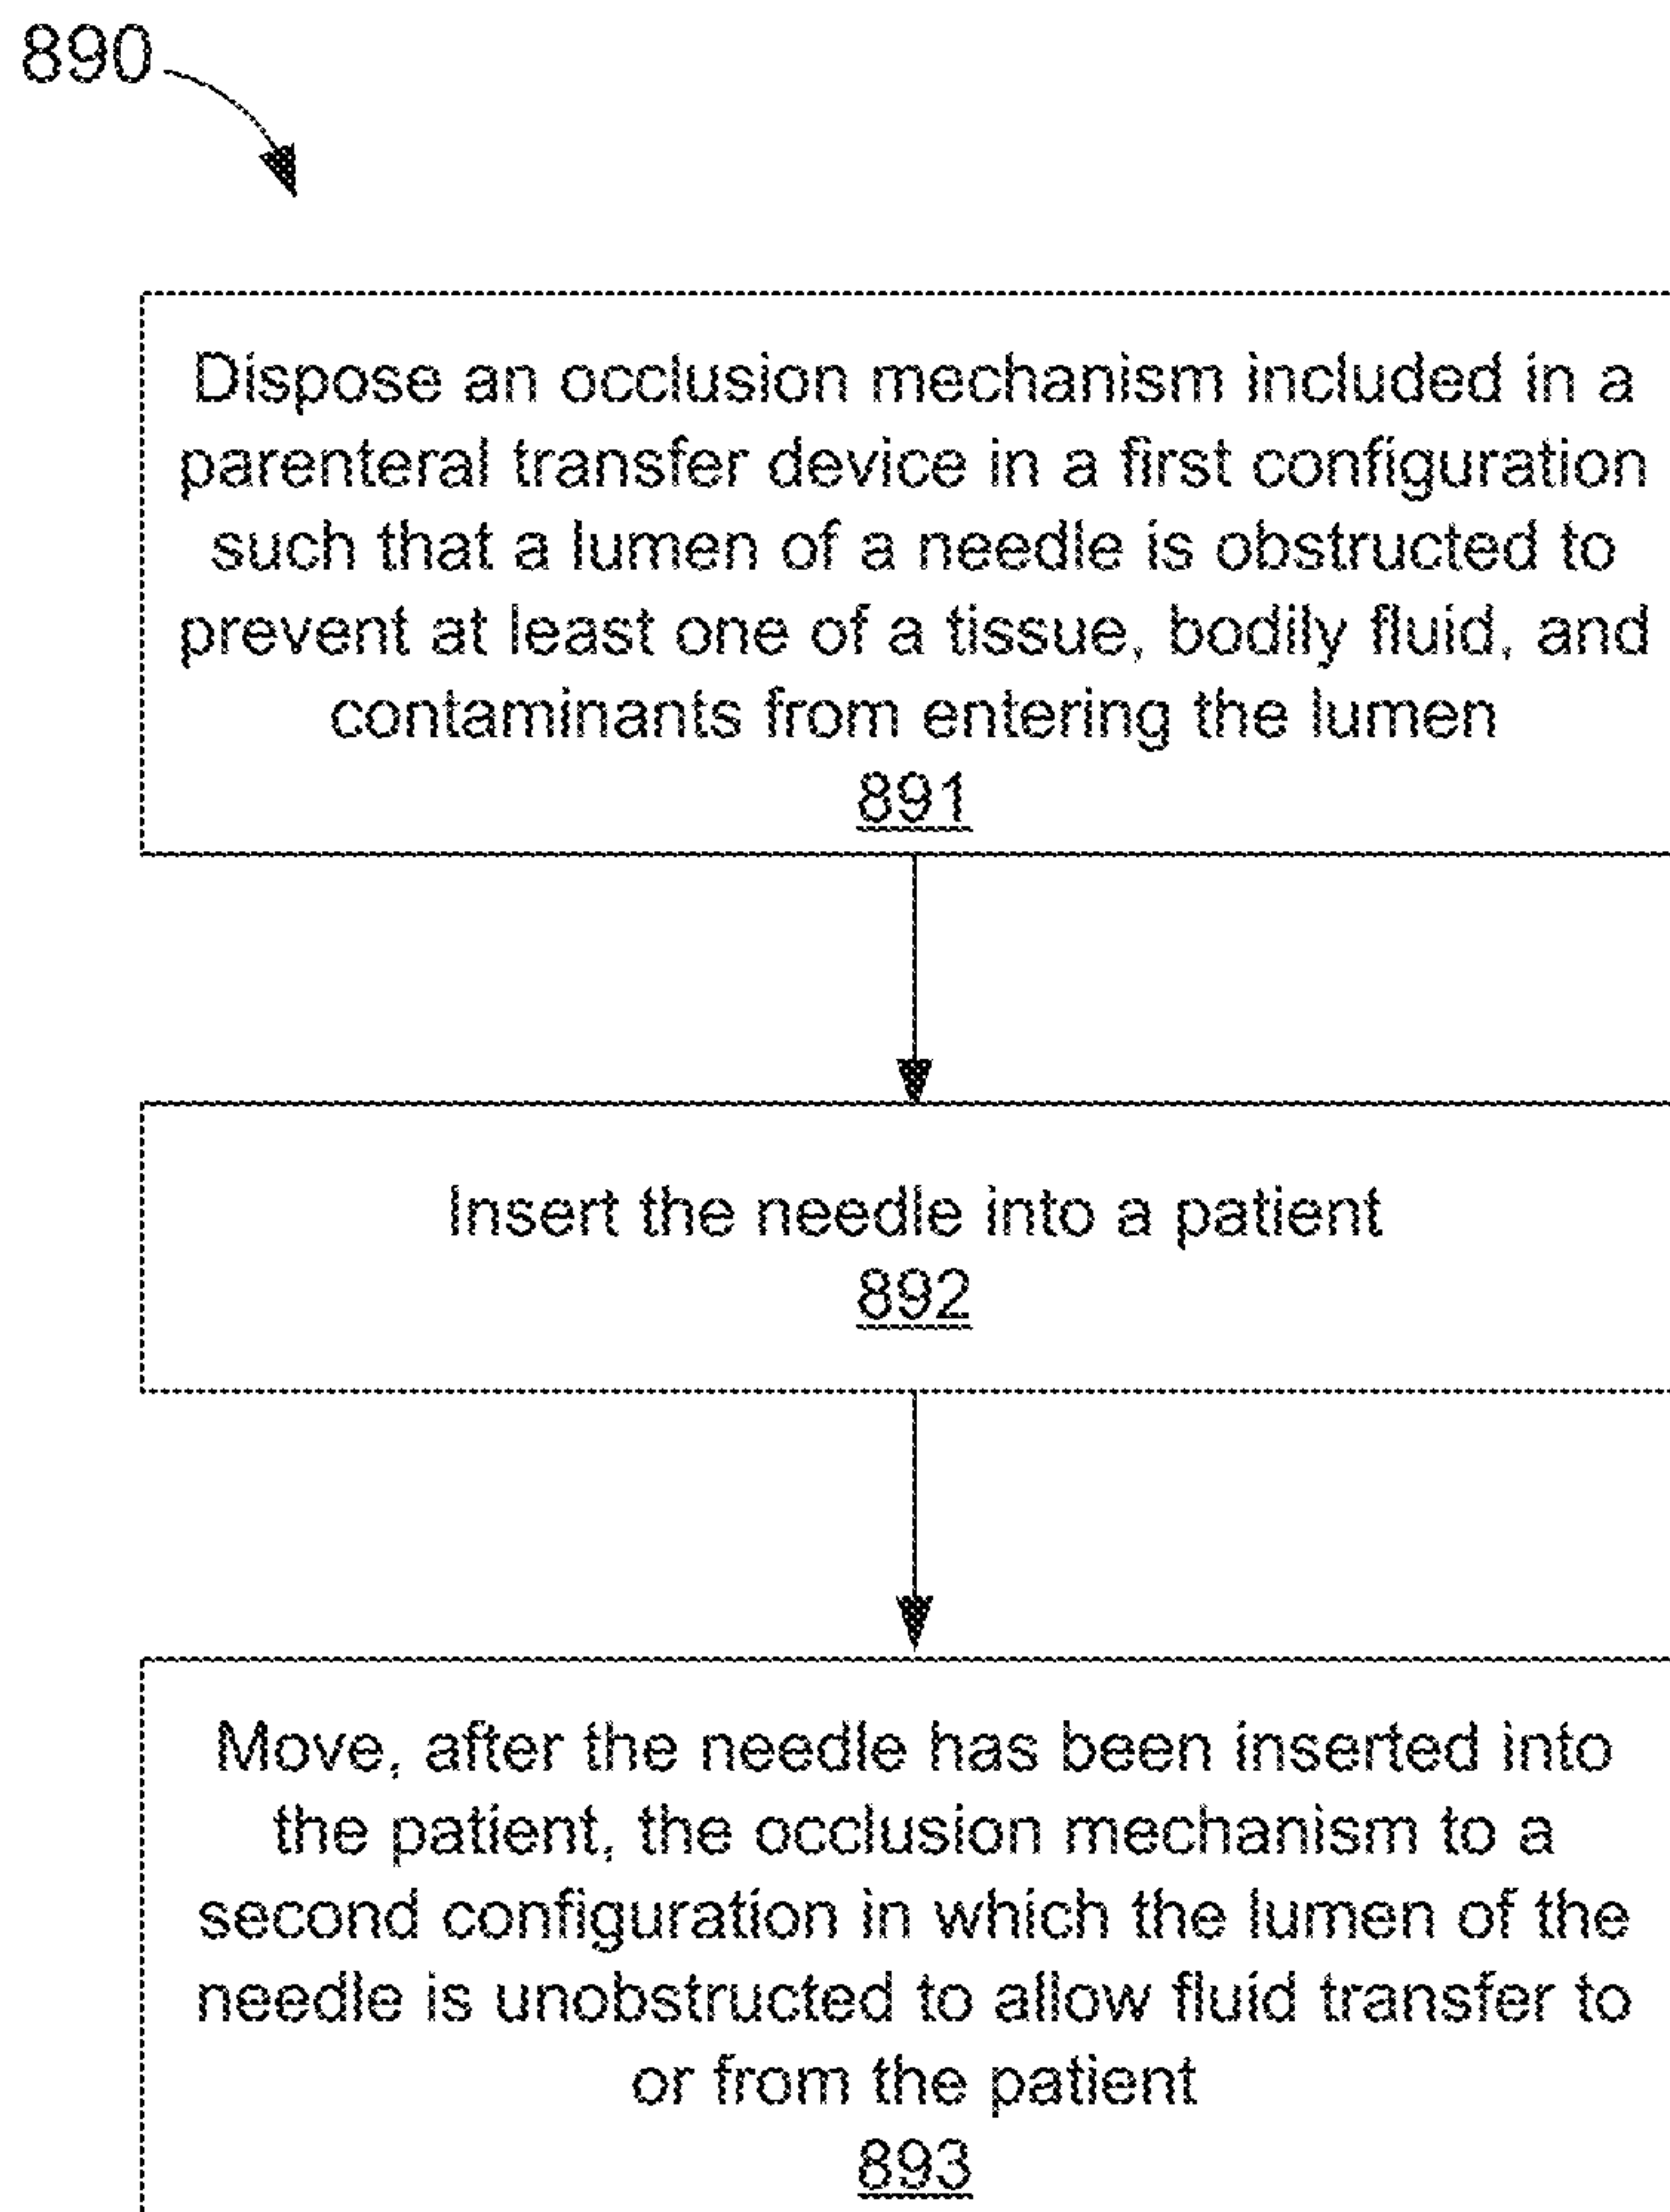 890
Dispose an occlusion mechanism included in a
parenteral transfer device in a first configuration
such that a lumen of a needle is obstructed to
prevent at least one of a tissue, bodily fluid, and
contaminants from entering the lumen
891
Insert the needle into a patient
892
Move, after the needle has been inserted into
the patient, the occlusion mechanism to a
second configuration in which the lumen of the
needle is unobstructed to allow fluid transfer to
or from the patient
893